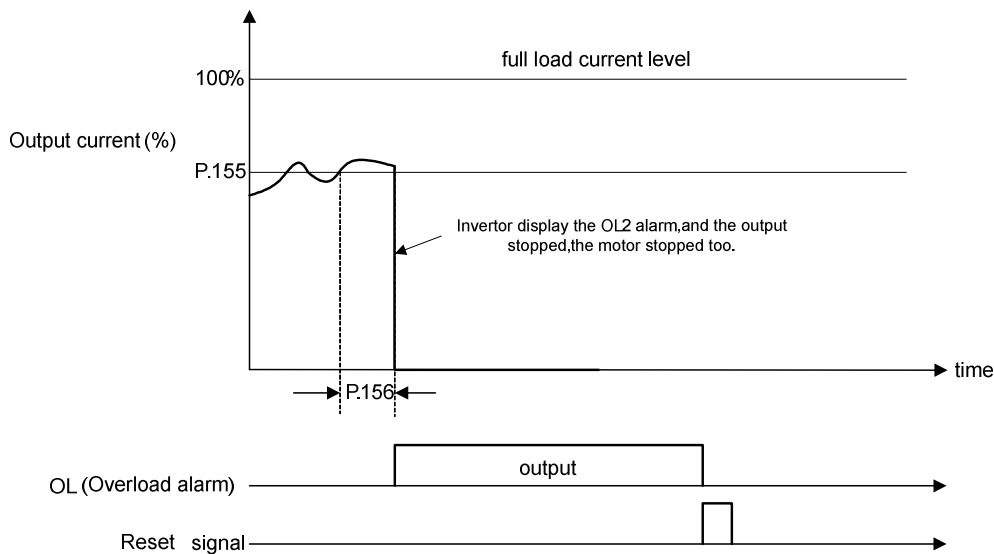 full load current level
100%
Output current (%)
P.155
Invertor display the OL2 alarm,and the output
stopped,the motor stopped too.
time
P.156
output
OL (Overload alarm)
Reset signal